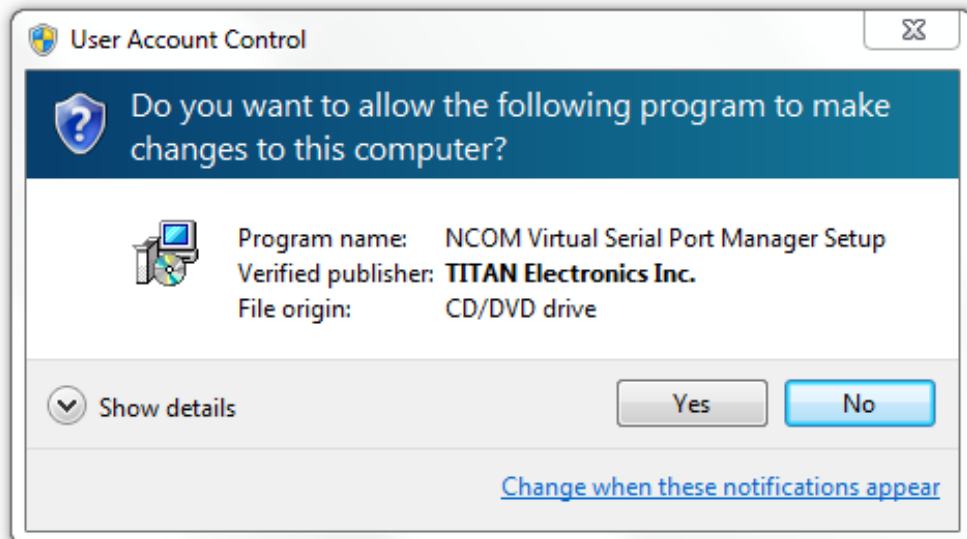 User Account Control
Do you want to allow the following program to make
changes to this computer?
Program name: NCOM Virtual Serial Port Manager Setup
Verified publisher: TITAN Electronics Inc.
File origin: CD/DVD drive
Show details
Yes
No
Change when these notifications appear